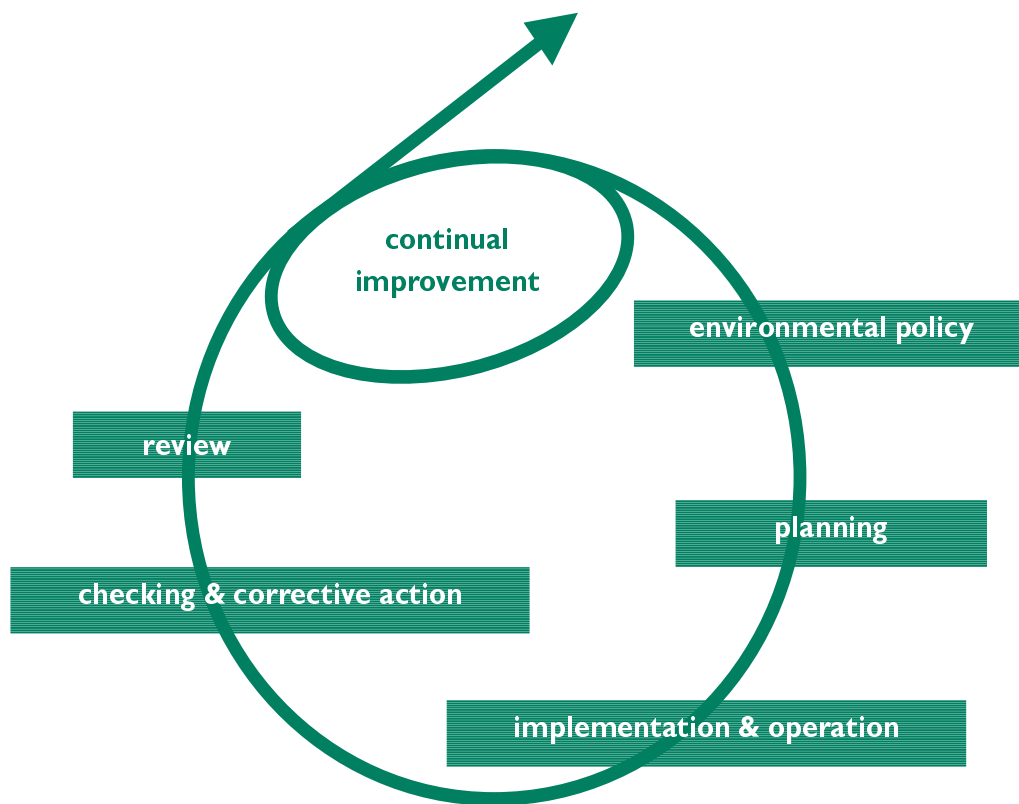 continual
improvement
environmental policy
review
planning
checking & corrective action
implementation & operation